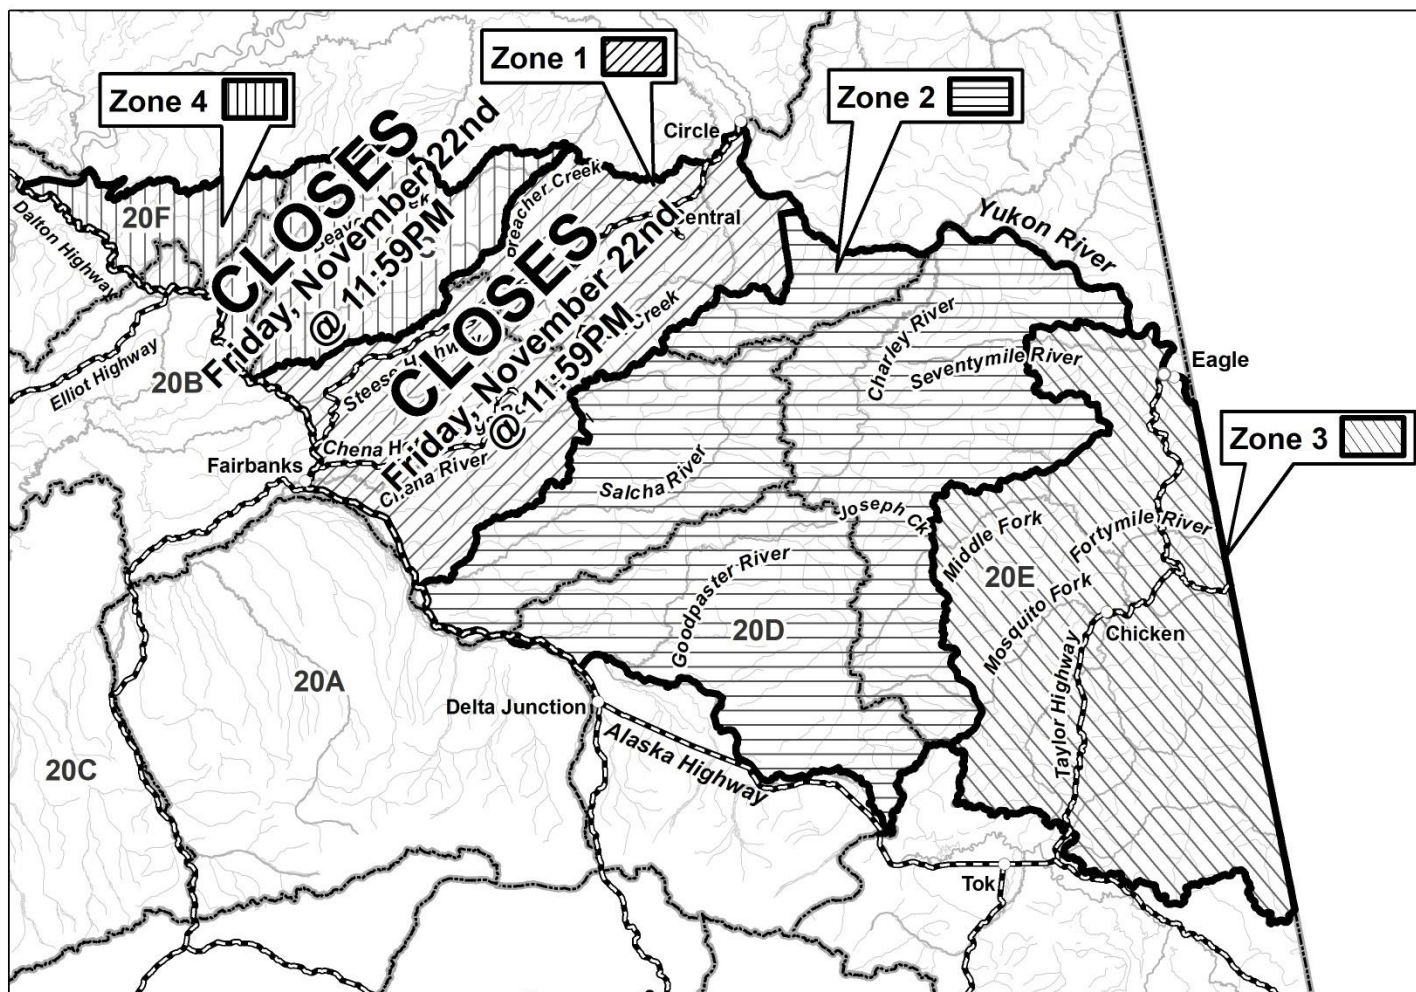 Zone 1
Zone 4
Zone 2
Circle
CLOSES
Friday, November 22nd
@ 11:59PM
20F
Dalton Highway
Creek
Central
Yukon River
CLOSES
Friday, November 22nd
@ 11:59PM
Creek
Elliot Highway
20B
Charley River
Seventymile River
Eagle
Zone 3
Fairbanks
Chena River
Salcha River
Joseph Ck
Middle Fork
Fortymile River
20E
Mosquito Fork
Goodpaster River
20D
Chicken
Taylor Highway
20A
Delta Junction
Alaska Highway
20C
Tok